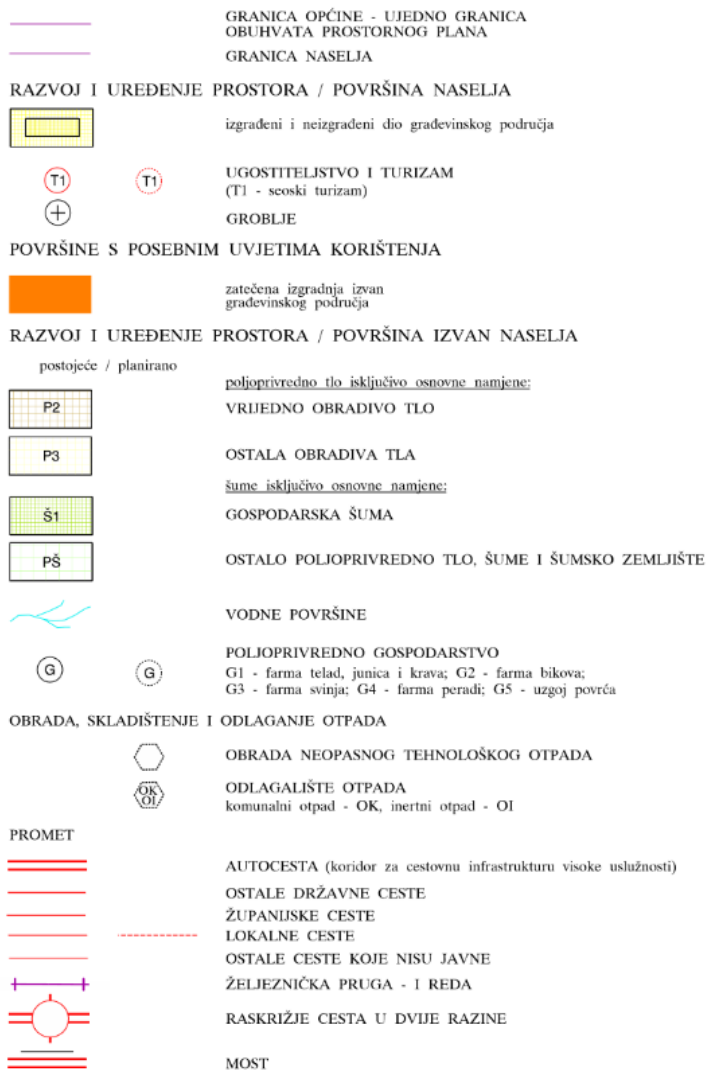 GRANICA OPĆINE - UJEDNO GRANICA
OBUHVATA PROSTORNOG PLANA
GRANICA NASELJA
RAZVOJ I UREĐENJE PROSTORA / POVRŠINA NASELJA
izgrađeni i neizgrađeni dio građevinskog područja
T1 T1 UGOSTITELJSTVO I TURIZAM
(T1 - seoski turizam)
GROBLJE
POVRŠINE S POSEBNIM UVJETIMA KORIŠTENJA
zatečena izgradnja izvan
građevinskog područja
RAZVOJ I UREĐENJE PROSTORA / POVRŠINA IZVAN NASELJA
postojeće / planirano
poljoprivredno tlo isključivo osnovne namjene:
P2 VRIJEDNO OBRADIVO TLO
P3 OSTALA OBRADIVA TLA
šume isključivo osnovne namjene:
Š1 GOSPODARSKA ŠUMA
PŠ OSTALO POLJOPRIVREDNO TLO, ŠUME I ŠUMSKO ZEMLJIŠTE
VODNE POVRŠINE
POLJOPRIVREDNO GOSPODARSTVO
G G G1 - farma telad, junica i krava; G2 - farma bikova;
G3 - farma svinja; G4 - farma peradi; G5 - uzgoj povrća
OBRADA, SKLADIŠTENJE I ODLAGANJE OTPADA
OBRADA NEOPASNOG TEHNOLOŠKOG OTPADA
OK ODLAGALIŠTE OTPADA
OI komunalni otpad - OK, inertni otpad - OI
PROMET
AUTOCESTA (koridor za cestovnu infrastrukturu visoke uslužnosti)
OSTALE DRŽAVNE CESTE
ŽUPANIJSKE CESTE
LOKALNE CESTE
OSTALE CESTE KOJE NISU JAVNE
ŽELJEZNIČKA PRUGA - I REDA
RASKRIŽJE CESTA U DVIJE RAZINE
MOST